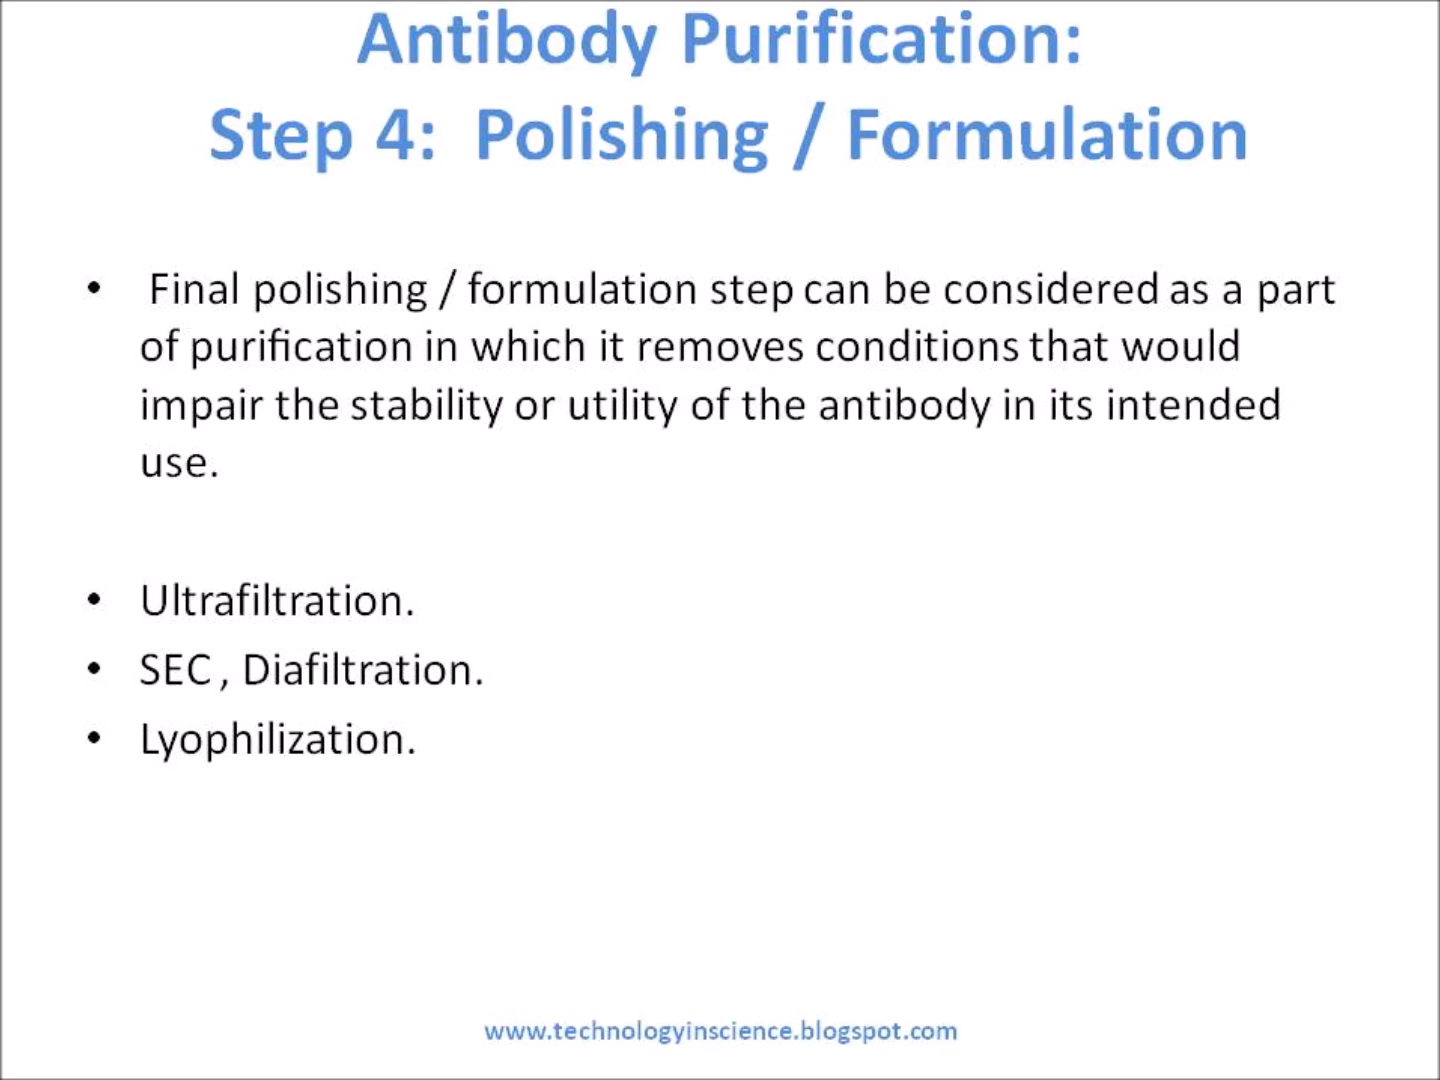 Antibody Purification:
Step 4: Polishing / Formulation
• Final polishing / formulation step can be considered as a part
of purification in which it removes conditions that would
impair the stability or utility of the antibody in its intended
use.
• Ultrafiltration.
• SEC , Diafiltration.
• Lyophilization.
www.technologyinscience.blogspot.com